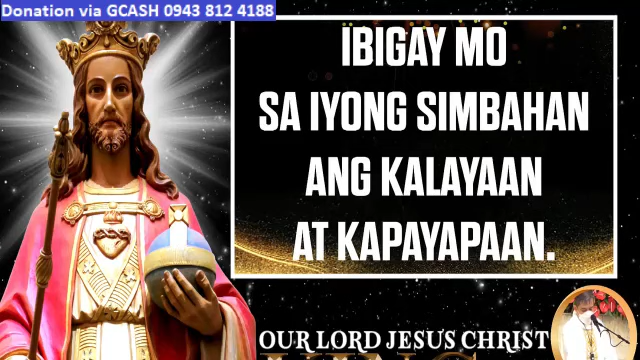 Donation via GCASH 0943 812 4188
IBIGAY MO
SA IYONG SIMBAHAN
ANG KALAYAAN
AT KAPAYAPAAN.
OUR LORD JESUS CHRIST